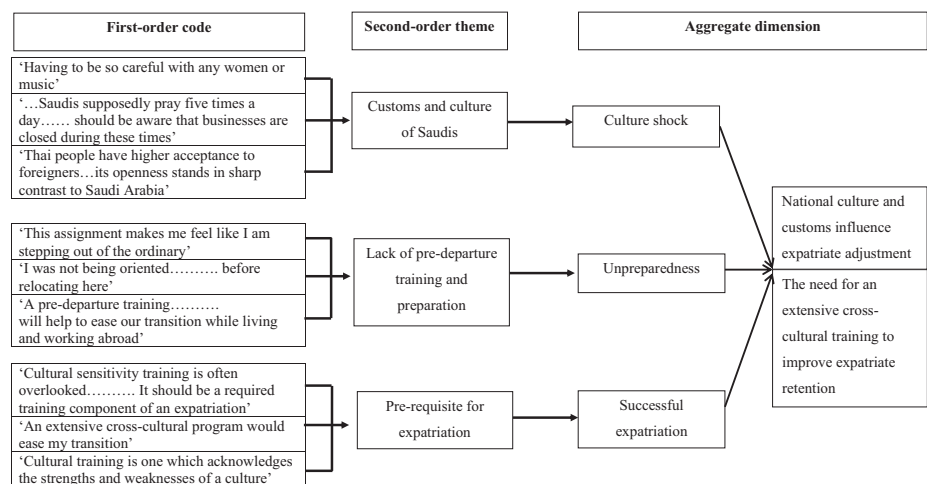 First-order code
Second-order theme
Aggregate dimension
‘Having to be so careful with any women or
music’
‘…Saudis supposedly pray five times a
day…… should be aware that businesses are
closed during these times’
‘Thai people have higher acceptance to
foreigners…its openness stands in sharp
contrast to Saudi Arabia’
Customs and culture
of Saudis
Culture shock
‘This assignment makes me feel like I am
stepping out of the ordinary’
‘I was not being oriented………. before
relocating here’
‘A pre-departure training……….
will help to ease our transition while living
and working abroad’
Lack of pre-departure
training and
preparation
Unpreparedness
‘Cultural sensitivity training is often
overlooked………. It should be a required
training component of an expatriation’
‘An extensive cross-cultural program would
ease my transition’
‘Cultural training is one which acknowledges
the strengths and weaknesses of a culture’
Pre-requisite for
expatriation
Successful
expatriation
National culture and
customs influence
expatriate adjustment
The need for an
extensive cross-
cultural training to
improve expatriate
retention